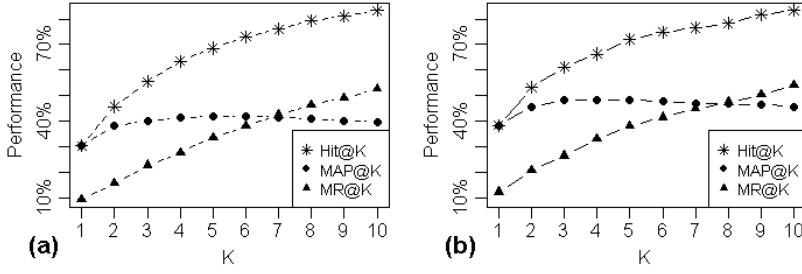 Performance
70%
40%
10%
Hit@K
MAP@K
MR@K
1 2 3 4 5 6 7 8 9 10
(a)
K
Performance
70%
40%
10%
Hit@K
MAP@K
MR@K
1 2 3 4 5 6 7 8 9 10
(b)
K